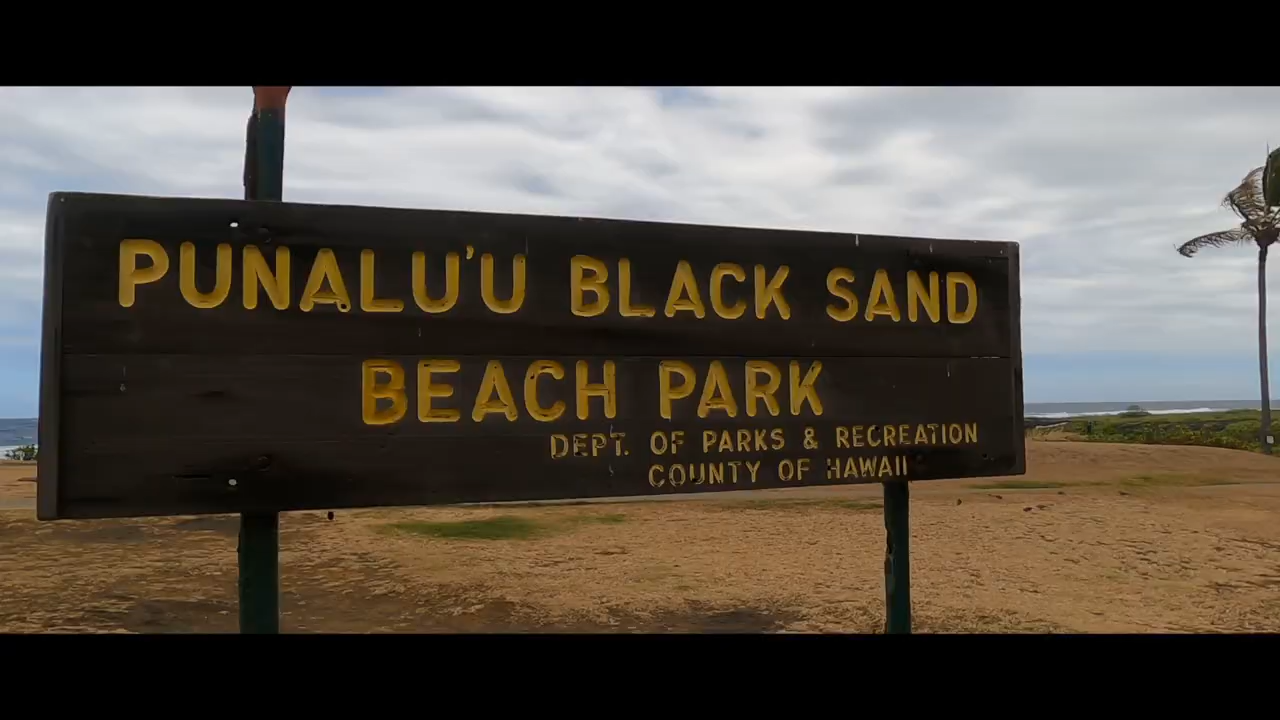 PUNALU'U BLACK SAND
BEACH PARK
DEPT. OF PARKS & RECREATION
COUNTY OF HAWAII